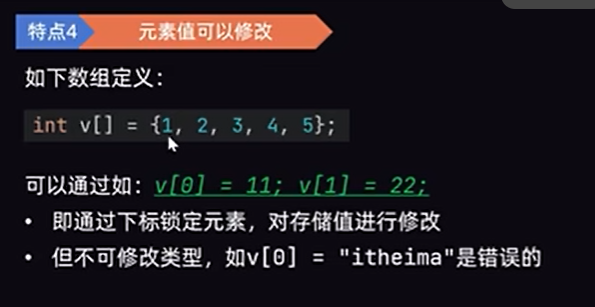 特点4 元素值可以修改
如下数组定义：
int v[] = {1, 2, 3, 4, 5};
可以通过如：v[0] = 11; v[1] = 22;
• 即通过下标锁定元素，对存储值进行修改
• 但不可修改类型，如v[0] = "itheima"是错误的